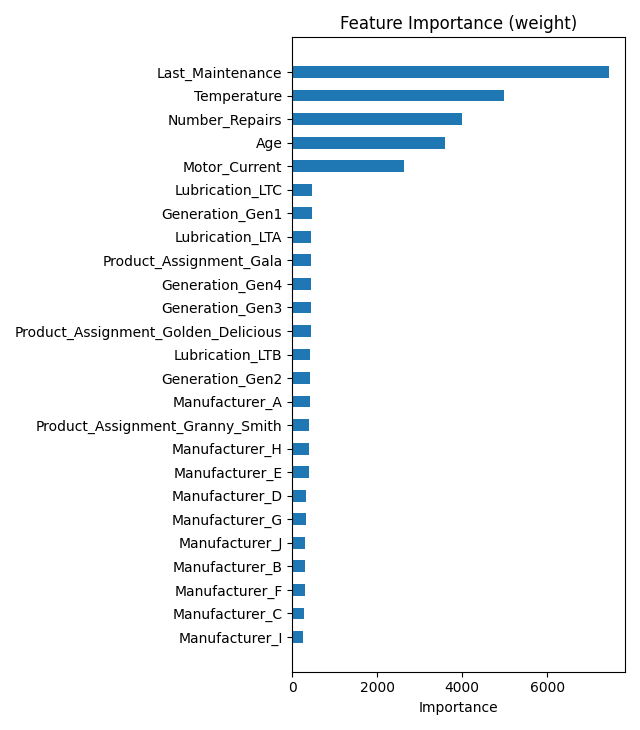 Feature Importance (weight)
Last_Maintenance
Temperature
Number_Repairs
Age
Motor_Current
Lubrication_LTC
Generation_Gen1
Lubrication_LTA
Product_Assignment_Gala
Generation_Gen4
Generation_Gen3
Product_Assignment_Golden_Delicious
Lubrication_LTB
Generation_Gen2
Manufacturer_A
Product_Assignment_Granny_Smith
Manufacturer_H
Manufacturer_E
Manufacturer_D
Manufacturer_G
Manufacturer_J
Manufacturer_B
Manufacturer_F
Manufacturer_C
Manufacturer_I
0 2000 4000 6000
Importance